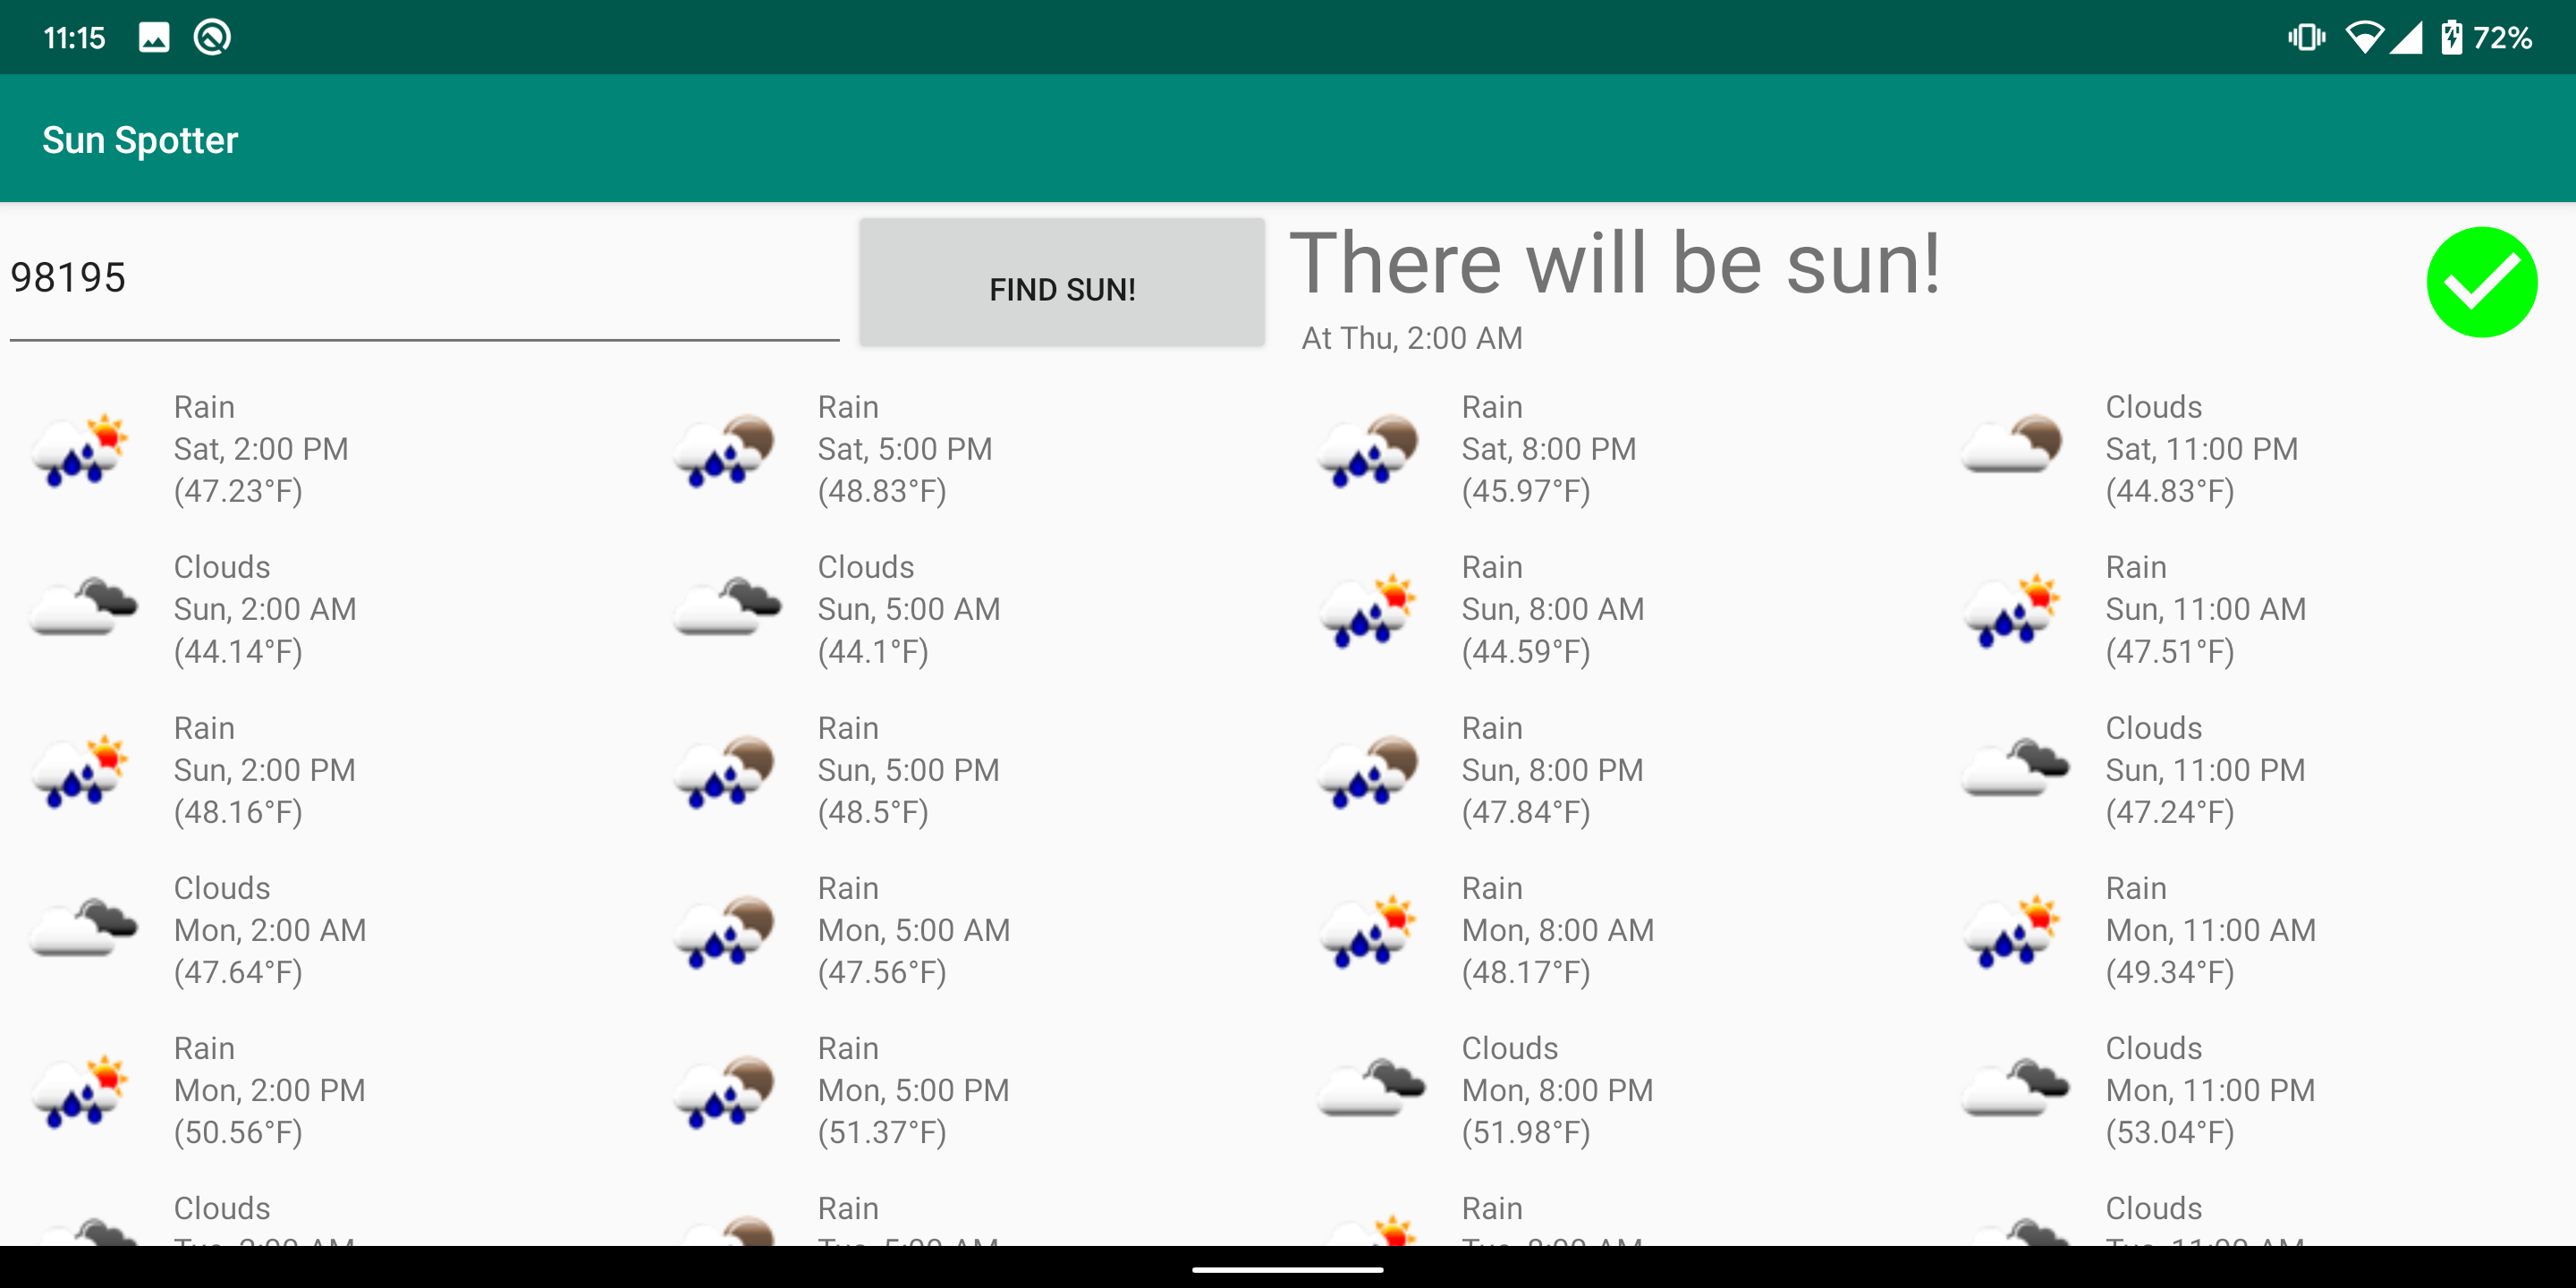 11:15
72%
Sun Spotter
98195
FIND SUN!
There will be sun!
At Thu, 2:00 AM
Rain
Sat, 2:00 PM
(47.23°F)
Rain
Sat, 5:00 PM
(48.83°F)
Rain
Sat, 8:00 PM
(45.97°F)
Clouds
Sat, 11:00 PM
(44.83°F)
Clouds
Sun, 2:00 AM
(44.14°F)
Clouds
Sun, 5:00 AM
(44.1°F)
Rain
Sun, 8:00 AM
(44.59°F)
Rain
Sun, 11:00 AM
(47.51°F)
Rain
Sun, 2:00 PM
(48.16°F)
Rain
Sun, 5:00 PM
(48.5°F)
Rain
Sun, 8:00 PM
(47.84°F)
Clouds
Sun, 11:00 PM
(47.24°F)
Clouds
Mon, 2:00 AM
(47.64°F)
Rain
Mon, 5:00 AM
(47.56°F)
Rain
Mon, 8:00 AM
(48.17°F)
Rain
Mon, 11:00 AM
(49.34°F)
Rain
Mon, 2:00 PM
(50.56°F)
Rain
Mon, 5:00 PM
(51.37°F)
Clouds
Mon, 8:00 PM
(51.98°F)
Clouds
Mon, 11:00 PM
(53.04°F)
Clouds
Rain
Rain
Clouds